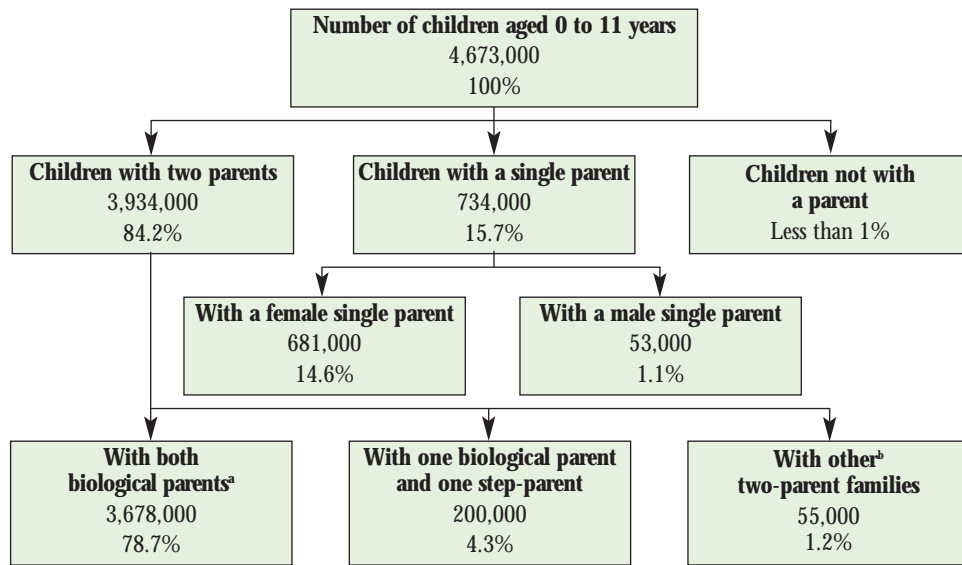 Number of children aged 0 to 11 years
4,673,000
100%
Children with two parents
3,934,000
84.2%
Children with a single parent
734,000
15.7%
Children not with
a parent
Less than 1%
With a female single parent
681,000
14.6%
With a male single parent
53,000
1.1%
With both
biological parentsᵃ
3,678,000
78.7%
With one biological parent
and one step-parent
200,000
4.3%
With otherᵇ
two-parent families
55,000
1.2%